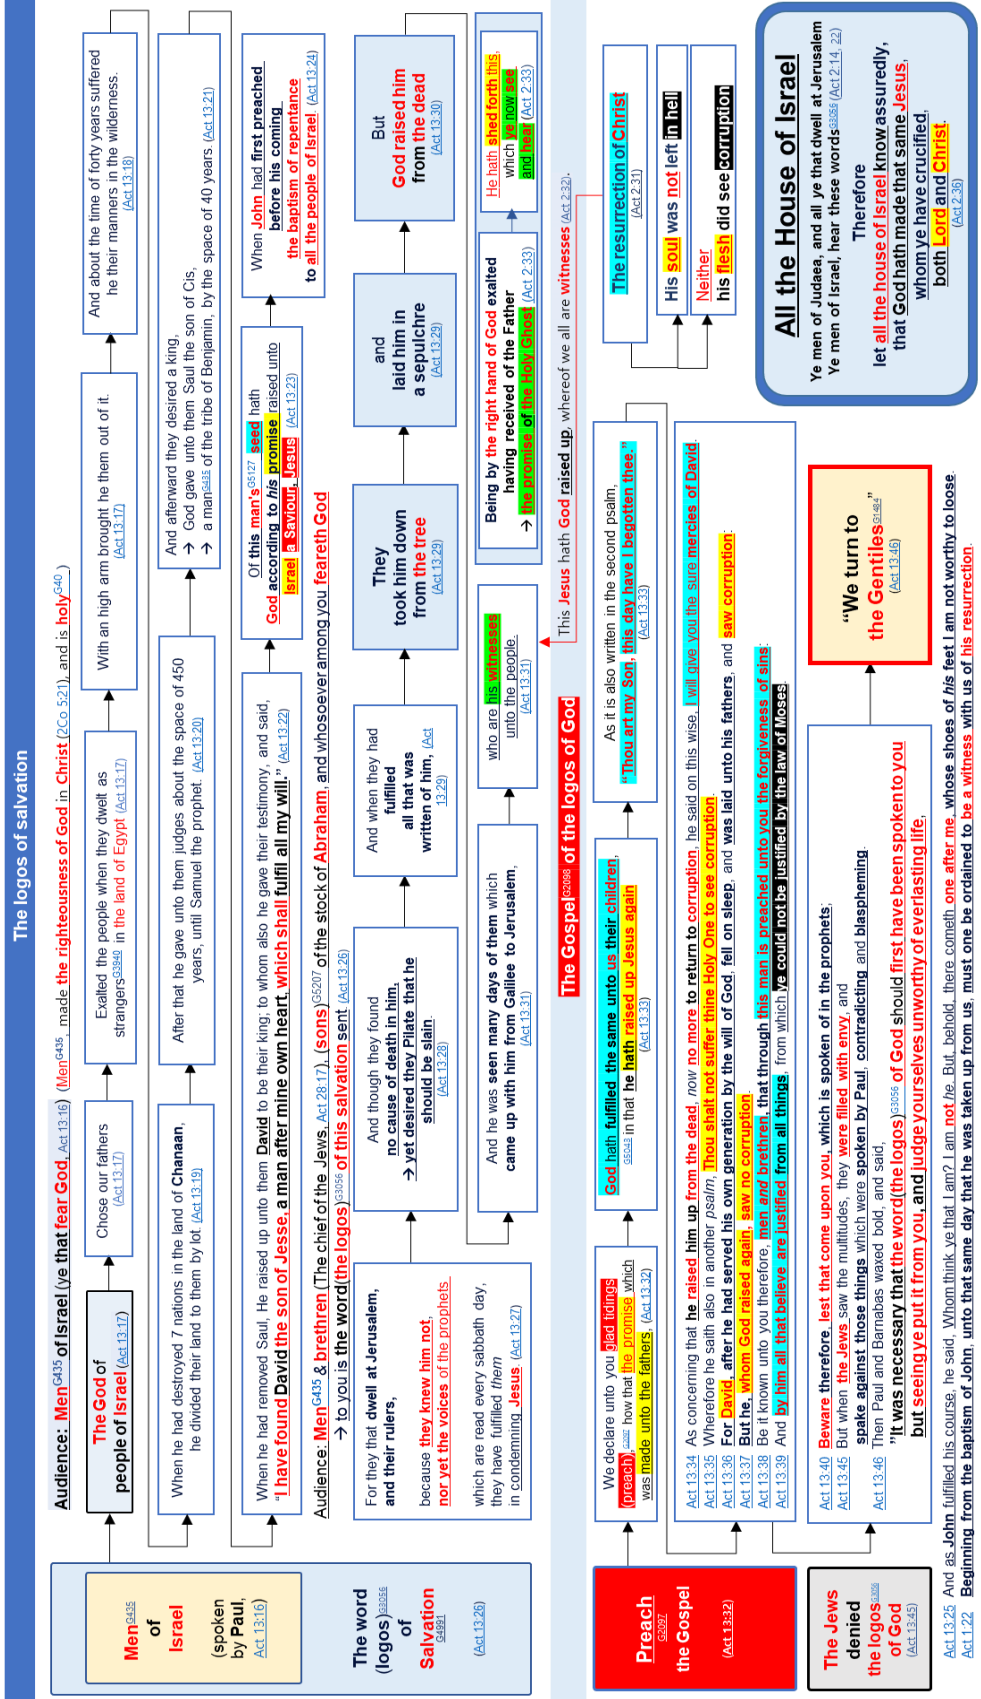 The logos of salvation
Audience: MenG435 of Israel (ye that fear God, Act 13:16) (MenG435, made the righteousness of God in Christ (2Co 5:21), and is holyG40 )
MenG435
of
Israel
(spoken
by Paul,
Act 13:16)
The God of
people of Israel (Act 13:17)
Chose our fathers
(Act 13:17)
Exalted the people when they dwelt as
strangersG3940 in the land of Egypt (Act 13:17)
With an high arm brought he them out of it.
(Act 13:17)
And about the time of forty years suffered
he their manners in the wilderness.
(Act 13:18)
When he had destroyed 7 nations in the land of Chanaan,
he divided their land to them by lot. (Act 13:19)
After that he gave unto them judges about the space of 450
years, until Samuel the prophet. (Act 13:20)
And afterward they desired a king,
→ God gave unto them Saul the son of Cis,
→ a manG435 of the tribe of Benjamin, by the space of 40 years. (Act 13:21)
When he had removed Saul, He raised up unto them David to be their king; to whom also he gave their testimony, and said,
"I have found David the son of Jesse, a man after mine own heart, which shall fulfil all my will." (Act 13:22)
Of this man'sG5127 seed hath
God according to his promise raised unto
Israel a Saviour, Jesus (Act 13:23)
When John had first preached
before his coming
the baptism of repentance
to all the people of Israel (Act 13:24)
Audience: MenG435 & brethren (The chief of the Jews, Act 28:17), (sons)G5207 of the stock of Abraham, and whosoever among you feareth God
→ to you is the word(the logos)G3056 of this salvation sent (Act 13:26)
The word
(logos)G3056
of
Salvation
G4991
(Act 13:26)
For they that dwell at Jerusalem,
and their rulers,
because they knew him not,
nor yet the voices of the prophets
which are read every sabbath day,
they have fulfilled them
in condemning Jesus. (Act 13:27)
And though they found
no cause of death in him,
→ yet desired they Pilate that he
should be slain.
(Act 13:28)
And when they had
fulfilled
all that was
written of him, (Act
13:29)
They
took him down
from the tree
(Act 13:29)
and
laid him in
a sepulchre
(Act 13:29)
But
God raised him
from the dead
(Act 13:30)
And he was seen many days of them which
came up with him from Galilee to Jerusalem,
(Act 13:31)
who are his witnesses
unto the people.
(Act 13:31)
Being by the right hand of God exalted
having received of the Father
→ the promise of the Holy Ghost (Act 2:33)
He hath shed forth this,
which ye now see
and hear (Act 2:33)
The GospelG2098 of the logos of God
This Jesus hath God raised up, whereof we all are witnesses (Act 2:32).
Preach
G2097
the Gospel
(Act 13:32)
We declare unto you glad tidings
(preach),G2097 how that the promise which
was made unto the fathers, (Act 13:32)
God hath fulfilled the same unto us their children,
G5043 in that he hath raised up Jesus again
(Act 13:33)
As it is also written in the second psalm,
"Thou art my Son, this day have I begotten thee."
(Act 13:33)
The resurrection of Christ
(Act 2:31)
His soul was not left in hell
Neither
his flesh did see corruption
Act 13:34 As concerning that he raised him up from the dead, now no more to return to corruption, he said on this wise, I will give you the sure mercies of David.
Act 13:35 Wherefore he saith also in another psalm, Thou shalt not suffer thine Holy One to see corruption.
Act 13:36 For David, after he had served his own generation by the will of God, fell on sleep, and was laid unto his fathers, and saw corruption:
Act 13:37 But he, whom God raised again, saw no corruption.
Act 13:38 Be it known unto you therefore, men and brethren, that through this man is preached unto you the forgiveness of sins:
Act 13:39 And by him all that believe are justified from all things, from which ye could not be justified by the law of Moses.
The Jews
denied
the logosG3056
of God
(Act 13:45)
Act 13:40 Beware therefore, lest that come upon you, which is spoken of in the prophets;
Act 13:45 But when the Jews saw the multitudes, they were filled with envy, and
spake against those things which were spoken by Paul, contradicting and blaspheming.
Act 13:46 Then Paul and Barnabas waxed bold, and said,
"It was necessary that the word(the logos)G3056 of God should first have been spoken to you
but seeing ye put it from you, and judge yourselves unworthy of everlasting life,
"We turn to
the GentilesG1484"
(Act 13:46)
All the House of Israel
Ye men of Judaea, and all ye that dwell at Jerusalem
Ye men of Israel, hear these wordsG3056 (Act 2:14, 22)
Therefore
let all the house of Israel know assuredly,
that God hath made that same Jesus,
whom ye have crucified,
both Lord and Christ.
(Act 2:36)
Act 13:25 And as John fulfilled his course, he said, Whom think ye that I am? I am not he. But, behold, there cometh one after me, whose shoes of his feet I am not worthy to loose.
Act 1:22 Beginning from the baptism of John, unto that same day that he was taken up from us, must one be ordained to be a witness with us of his resurrection.